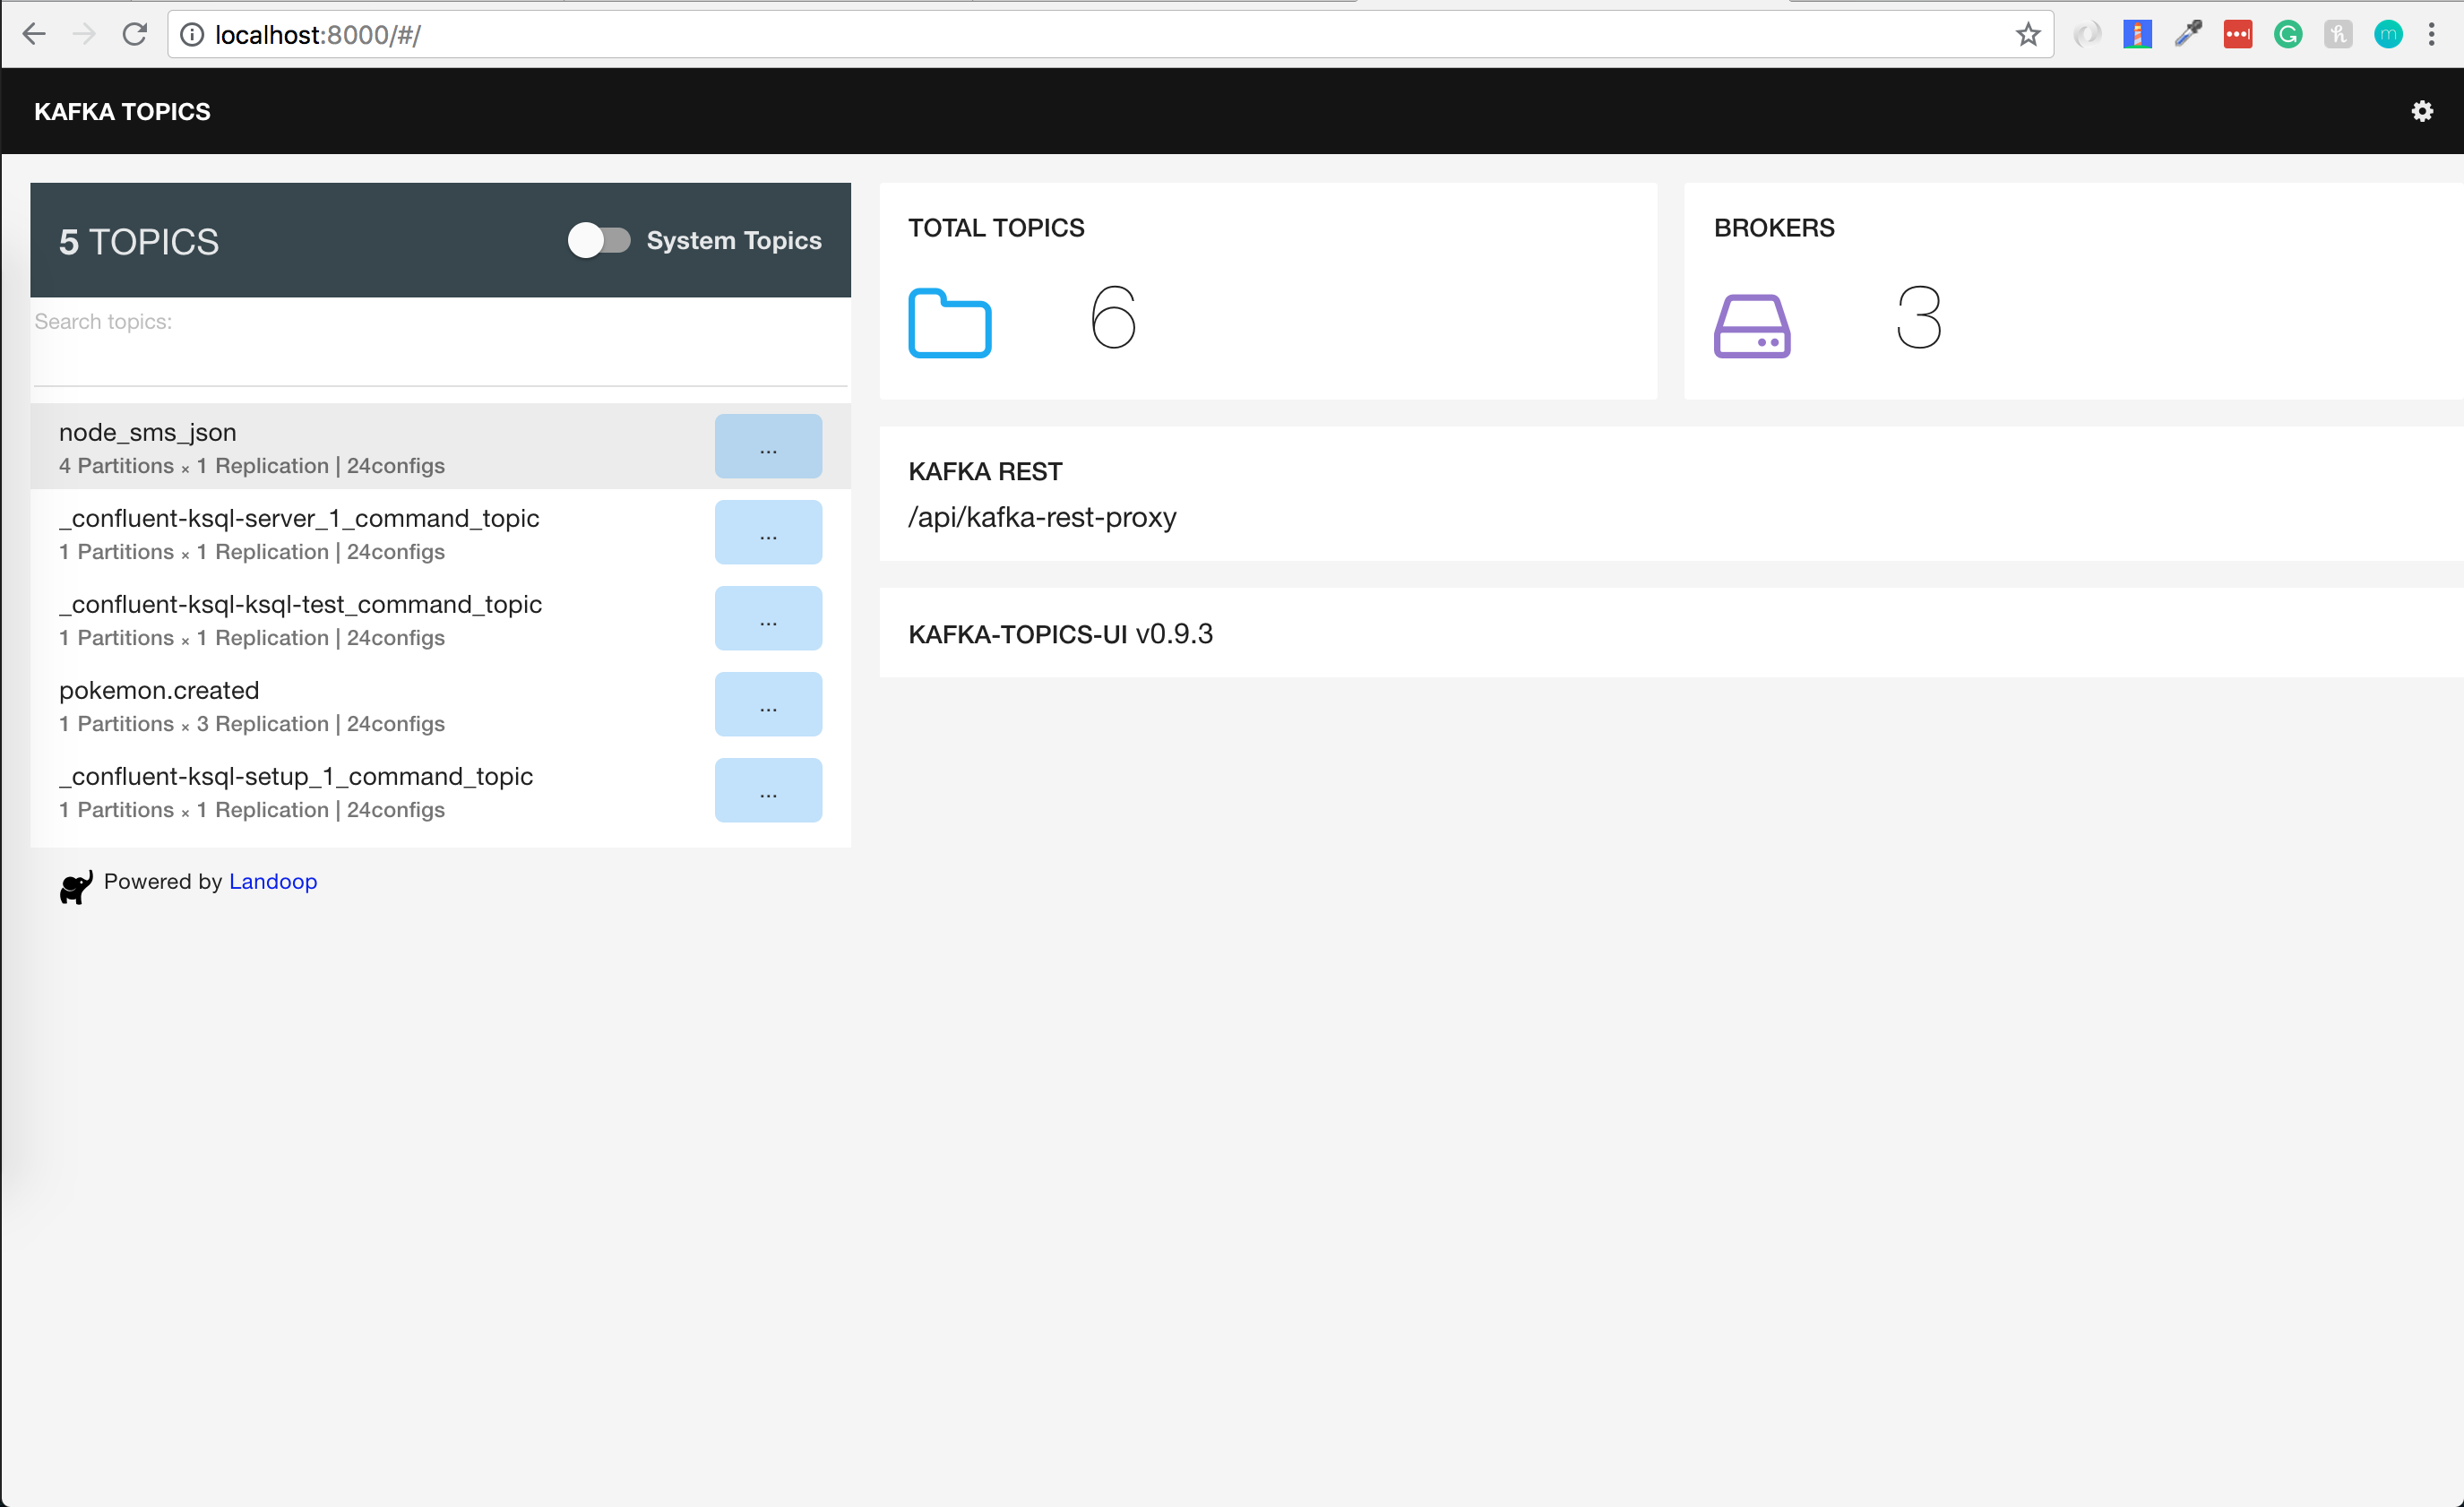 localhost:8000/#/
KAFKA TOPICS
5 TOPICS
System Topics
Search topics:
node_sms_json
4 Partitions × 1 Replication | 24configs
...
_confluent-ksql-server_1_command_topic
1 Partitions × 1 Replication | 24configs
...
_confluent-ksql-ksql-test_command_topic
1 Partitions × 1 Replication | 24configs
...
pokemon.created
1 Partitions × 3 Replication | 24configs
...
_confluent-ksql-setup_1_command_topic
1 Partitions × 1 Replication | 24configs
...
Powered by Landoop
TOTAL TOPICS
6
BROKERS
3
KAFKA REST
/api/kafka-rest-proxy
KAFKA-TOPICS-UI v0.9.3